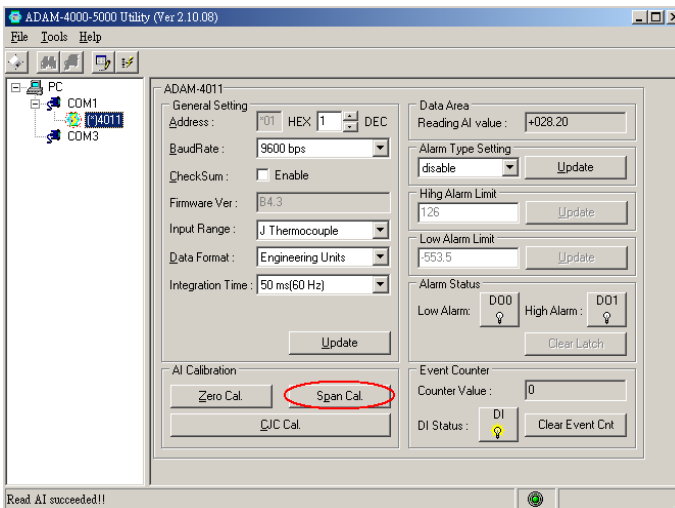 ADAM-4000-5000 Utility (Ver 2.10.08)
File Tools Help
PC
COM1
(*)4011
COM3
ADAM-4011
General Setting
Address : *01 HEX 1 DEC
BaudRate : 9600 bps
CheckSum : Enable
Firmware Ver : B4.3
Input Range : J Thermocouple
Data Format : Engineering Units
Integration Time : 50 ms(60 Hz)
Update
AI Calibration
Zero Cal. Span Cal.
CJC Cal.
Data Area
Reading AI value : +028.20
Alarm Type Setting
disable Update
Hihg Alarm Limit
126 Update
Low Alarm Limit
-553.5 Update
Alarm Status
Low Alarm: DO0 High Alarm : DO1
Clear Latch
Event Counter
Counter Value : 0
DI Status : DI Clear Event Cnt
Read AI succeeded!!